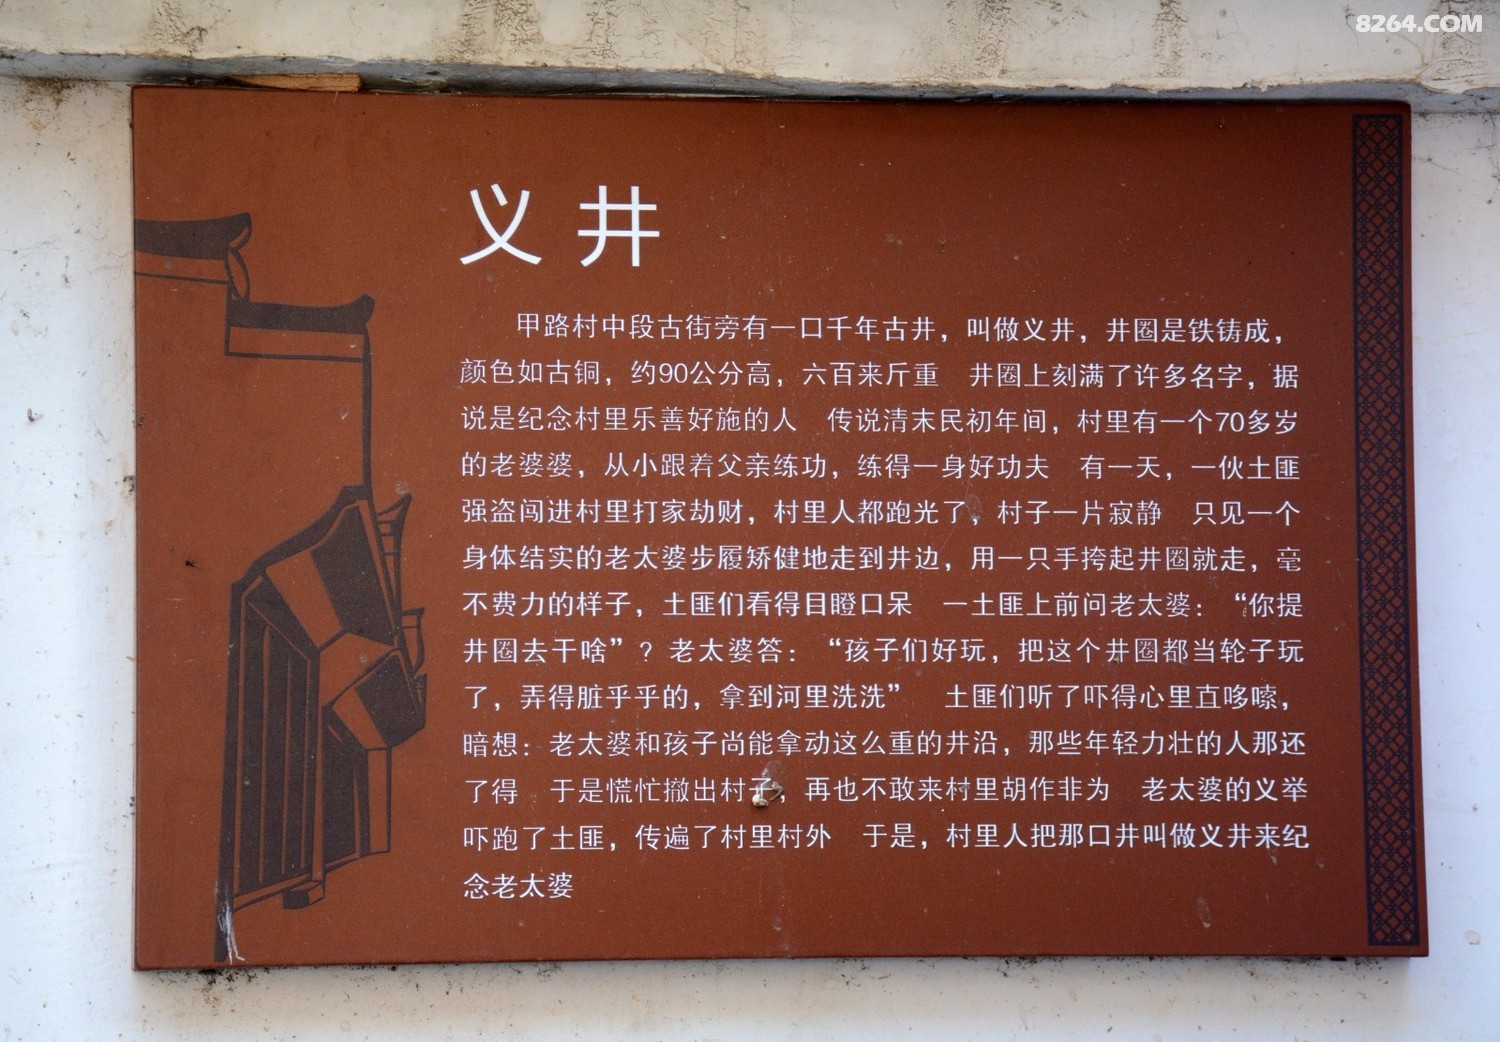 8264.COM
义井
甲路村中段古街旁有一口千年古井，叫做义井，井圈是铁铸成，
颜色如古铜，约90公分高，六百来斤重　井圈上刻满了许多名字，据
说是纪念村里乐善好施的人　传说清末民初年间，村里有一个70多岁
的老婆婆，从小跟着父亲练功，练得一身好功夫　有一天，一伙土匪
强盗闯进村里打家劫财，村里人都跑光了，村子一片寂静　只见一个
身体结实的老太婆步履矫健地走到井边，用一只手挎起井圈就走，毫
不费力的样子，土匪们看得目瞪口呆　一土匪上前问老太婆：“你提
井圈去干啥”？老太婆答：“孩子们好玩，把这个井圈都当轮子玩
了，弄得脏乎乎的，拿到河里洗洗”　土匪们听了吓得心里直哆嗦，
暗想：老太婆和孩子尚能拿动这么重的井沿，那些年轻力壮的人那还
了得　于是慌忙撤出村子，再也不敢来村里胡作非为　老太婆的义举
吓跑了土匪，传遍了村里村外　于是，村里人把那口井叫做义井来纪
念老太婆